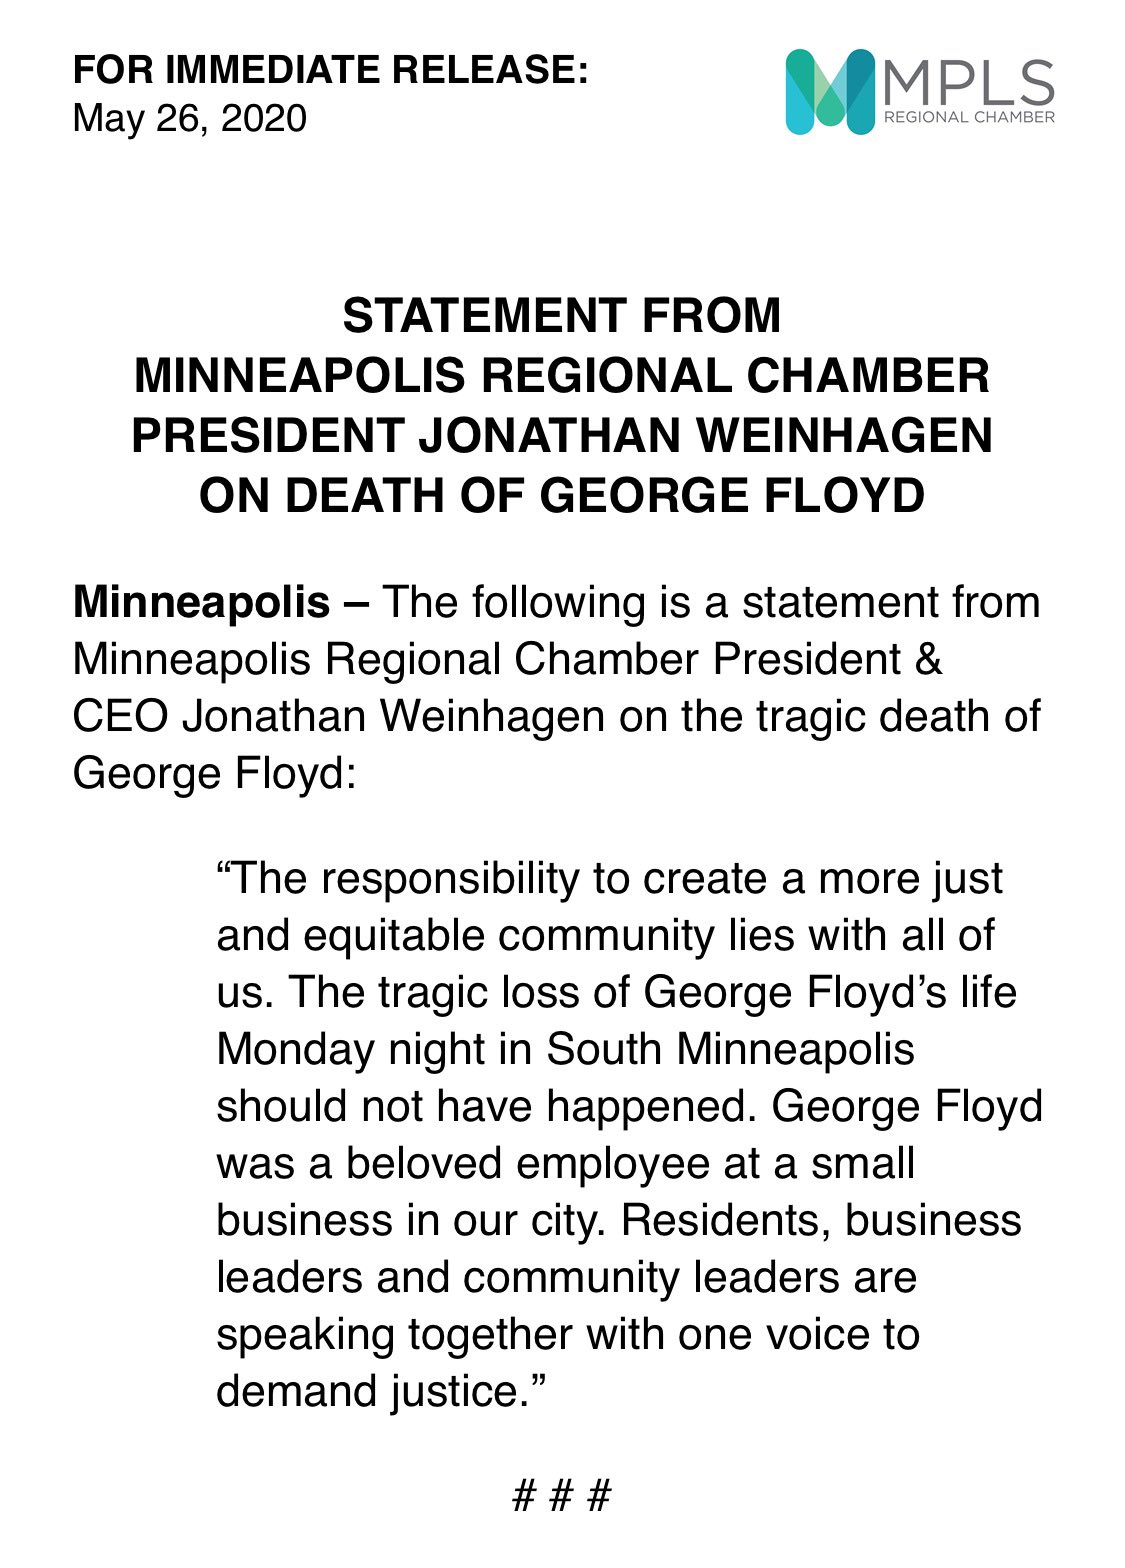 FOR IMMEDIATE RELEASE:
May 26, 2020
MPLS
REGIONAL CHAMBER
STATEMENT FROM
MINNEAPOLIS REGIONAL CHAMBER
PRESIDENT JONATHAN WEINHAGEN
ON DEATH OF GEORGE FLOYD
Minneapolis – The following is a statement from
Minneapolis Regional Chamber President &
CEO Jonathan Weinhagen on the tragic death of
George Floyd:
“The responsibility to create a more just
and equitable community lies with all of
us. The tragic loss of George Floyd’s life
Monday night in South Minneapolis
should not have happened. George Floyd
was a beloved employee at a small
business in our city. Residents, business
leaders and community leaders are
speaking together with one voice to
demand justice.”
# # #